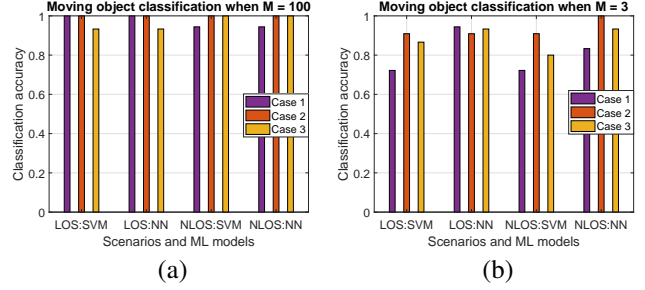 Moving object classification when M = 100
Classification accuracy
1
0.8
0.6
0.4
0.2
0
Case 1
Case 2
Case 3
LOS:SVM LOS:NN NLOS:SVM NLOS:NN
Scenarios and ML models
(a)
Moving object classification when M = 3
Classification accuracy
1
0.8
0.6
0.4
0.2
0
Case 1
Case 2
Case 3
LOS:SVM LOS:NN NLOS:SVM NLOS:NN
Scenarios and ML models
(b)